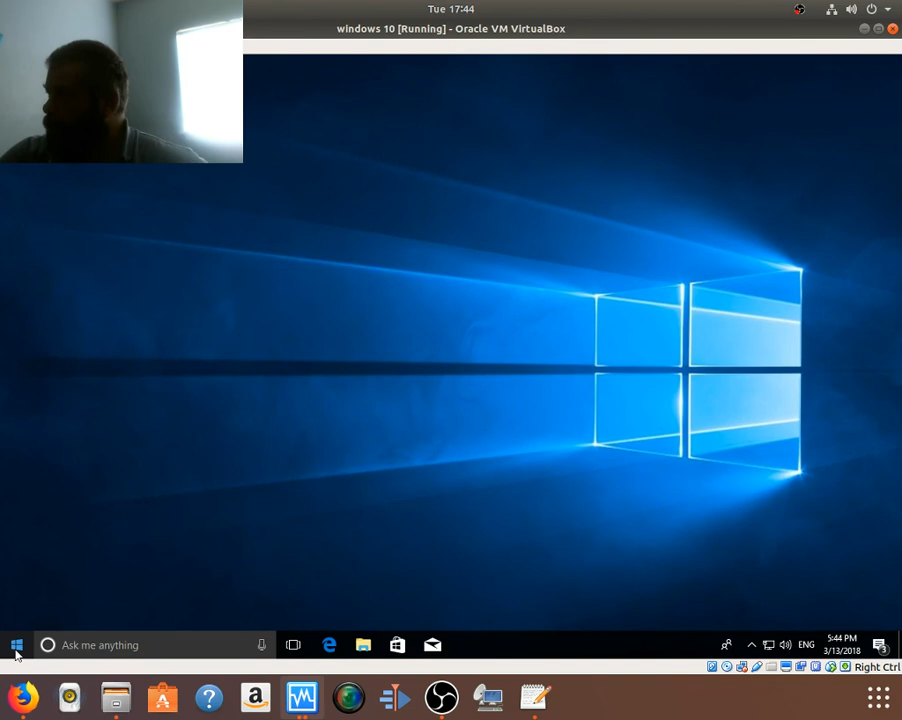 Tue 17:44
windows 10 [Running] - Oracle VM VirtualBox
Ask me anything
ENG
5:44 PM
3/13/2018
3
Right Ctrl